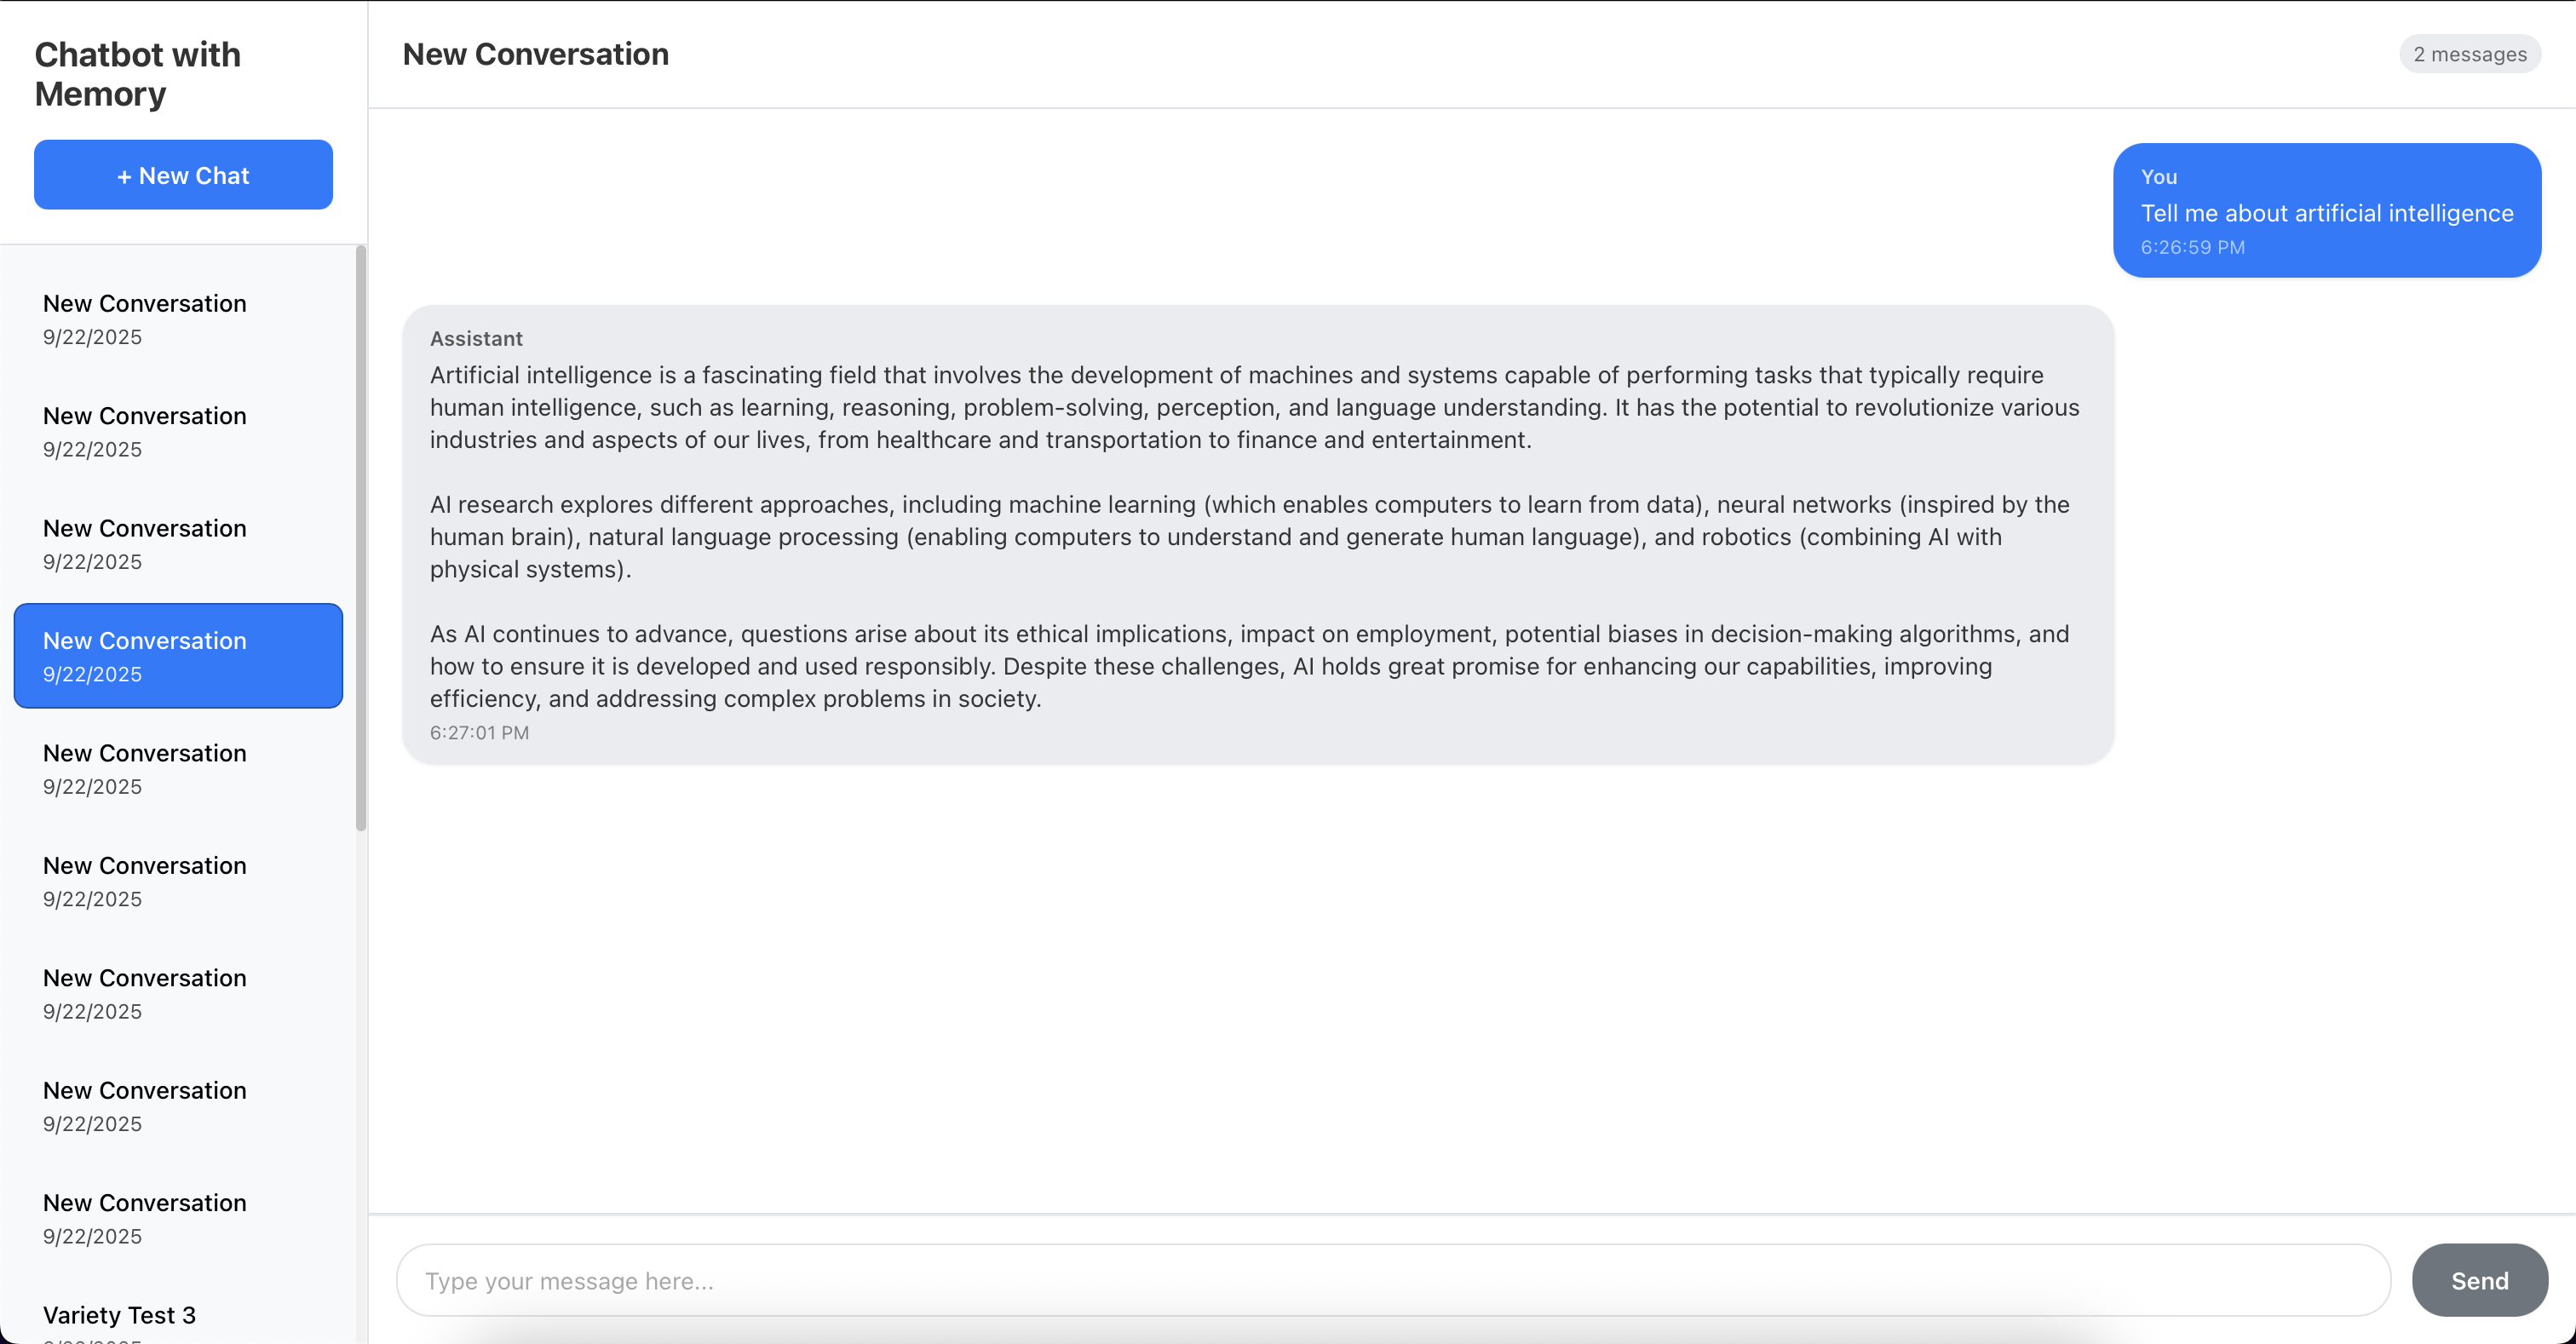 Chatbot with
Memory
+ New Chat
New Conversation
9/22/2025
New Conversation
9/22/2025
New Conversation
9/22/2025
New Conversation
9/22/2025
New Conversation
9/22/2025
New Conversation
9/22/2025
New Conversation
9/22/2025
New Conversation
9/22/2025
New Conversation
9/22/2025
Variety Test 3
New Conversation
2 messages
You
Tell me about artificial intelligence
6:26:59 PM
Assistant
Artificial intelligence is a fascinating field that involves the development of machines and systems capable of performing tasks that typically require
human intelligence, such as learning, reasoning, problem-solving, perception, and language understanding. It has the potential to revolutionize various
industries and aspects of our lives, from healthcare and transportation to finance and entertainment.
AI research explores different approaches, including machine learning (which enables computers to learn from data), neural networks (inspired by the
human brain), natural language processing (enabling computers to understand and generate human language), and robotics (combining AI with
physical systems).
As AI continues to advance, questions arise about its ethical implications, impact on employment, potential biases in decision-making algorithms, and
how to ensure it is developed and used responsibly. Despite these challenges, AI holds great promise for enhancing our capabilities, improving
efficiency, and addressing complex problems in society.
6:27:01 PM
Type your message here...
Send